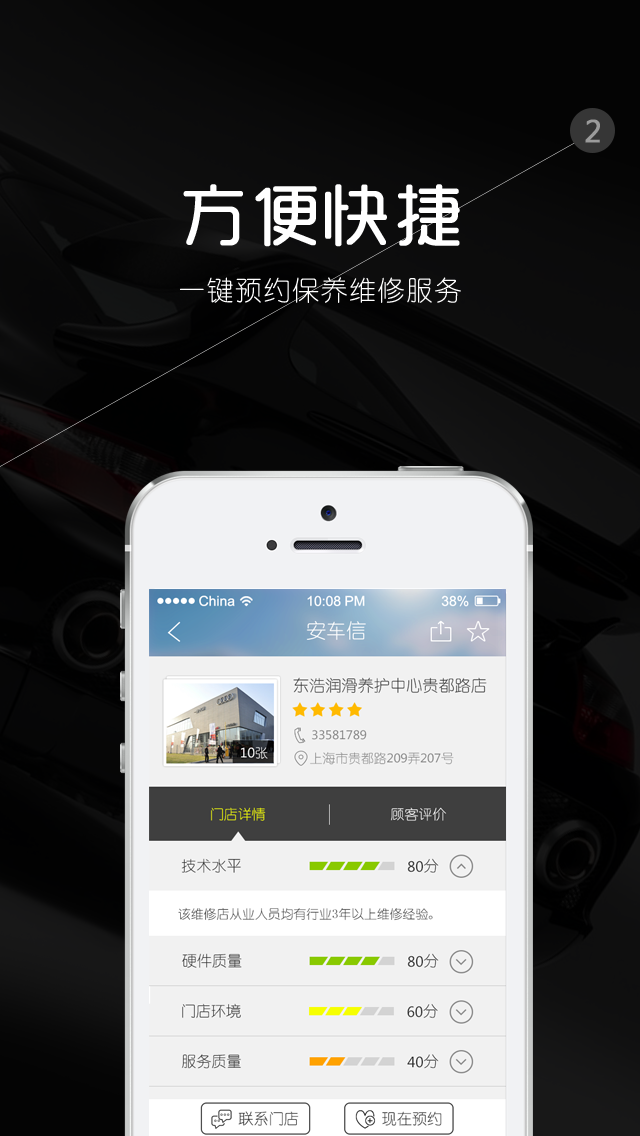 2
方便快捷
一键预约保养维修服务
China 10:08 PM 38%
安车信
东浩润滑养护中心贵都路店
33581789
10张
上海市贵都路209弄207号
门店详情 顾客评价
技术水平 80分
该维修店从业人员均有行业3年以上维修经验。
硬件质量 80分
门店环境 60分
服务质量 40分
联系门店 现在预约